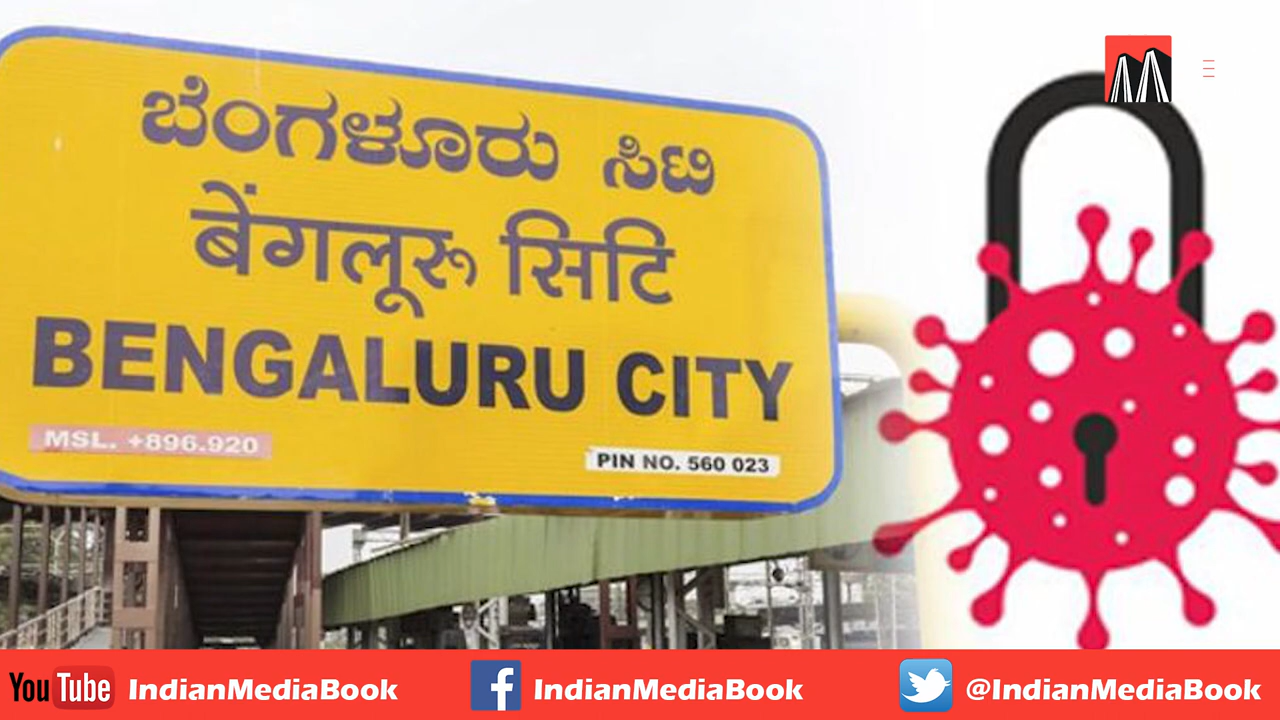 ಬೆಂಗಳೂರು ಸಿಟಿ
बेंगलूरू सिटि
BENGALURU CITY
MSL. +896.920
PIN NO. 560 023
YouTube IndianMediaBook
f IndianMediaBook
@IndianMediaBook